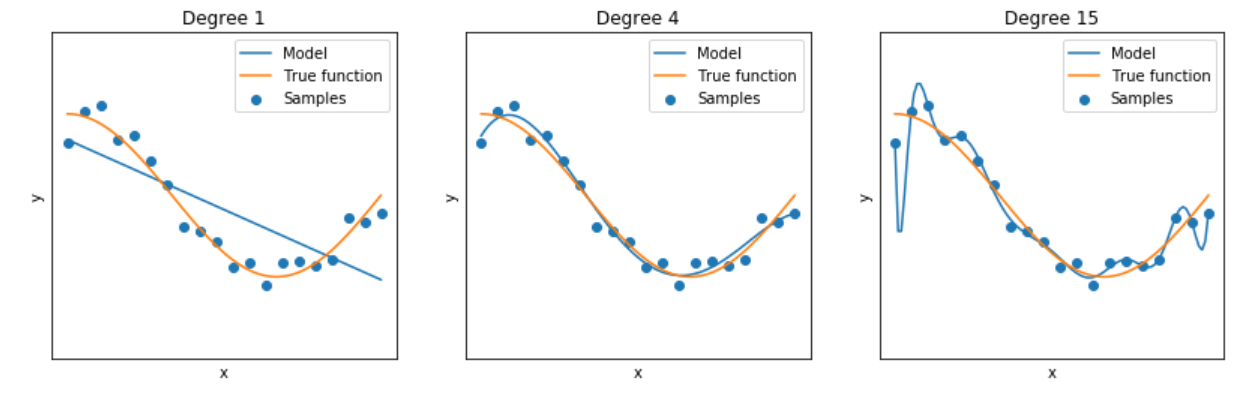 Degree 1
Model
True function
Samples
y
x
Degree 4
Model
True function
Samples
y
x
Degree 15
Model
True function
Samples
y
x